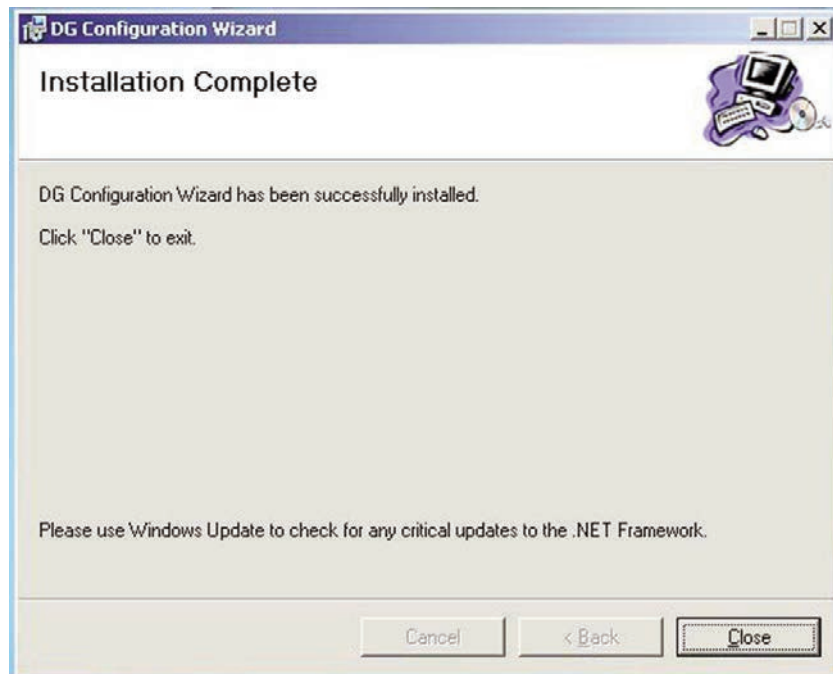 DG Configuration Wizard
Installation Complete
DG Configuration Wizard has been successfully installed.
Click "Close" to exit.
Please use Windows Update to check for any critical updates to the .NET Framework.
Cancel
< Back
Close